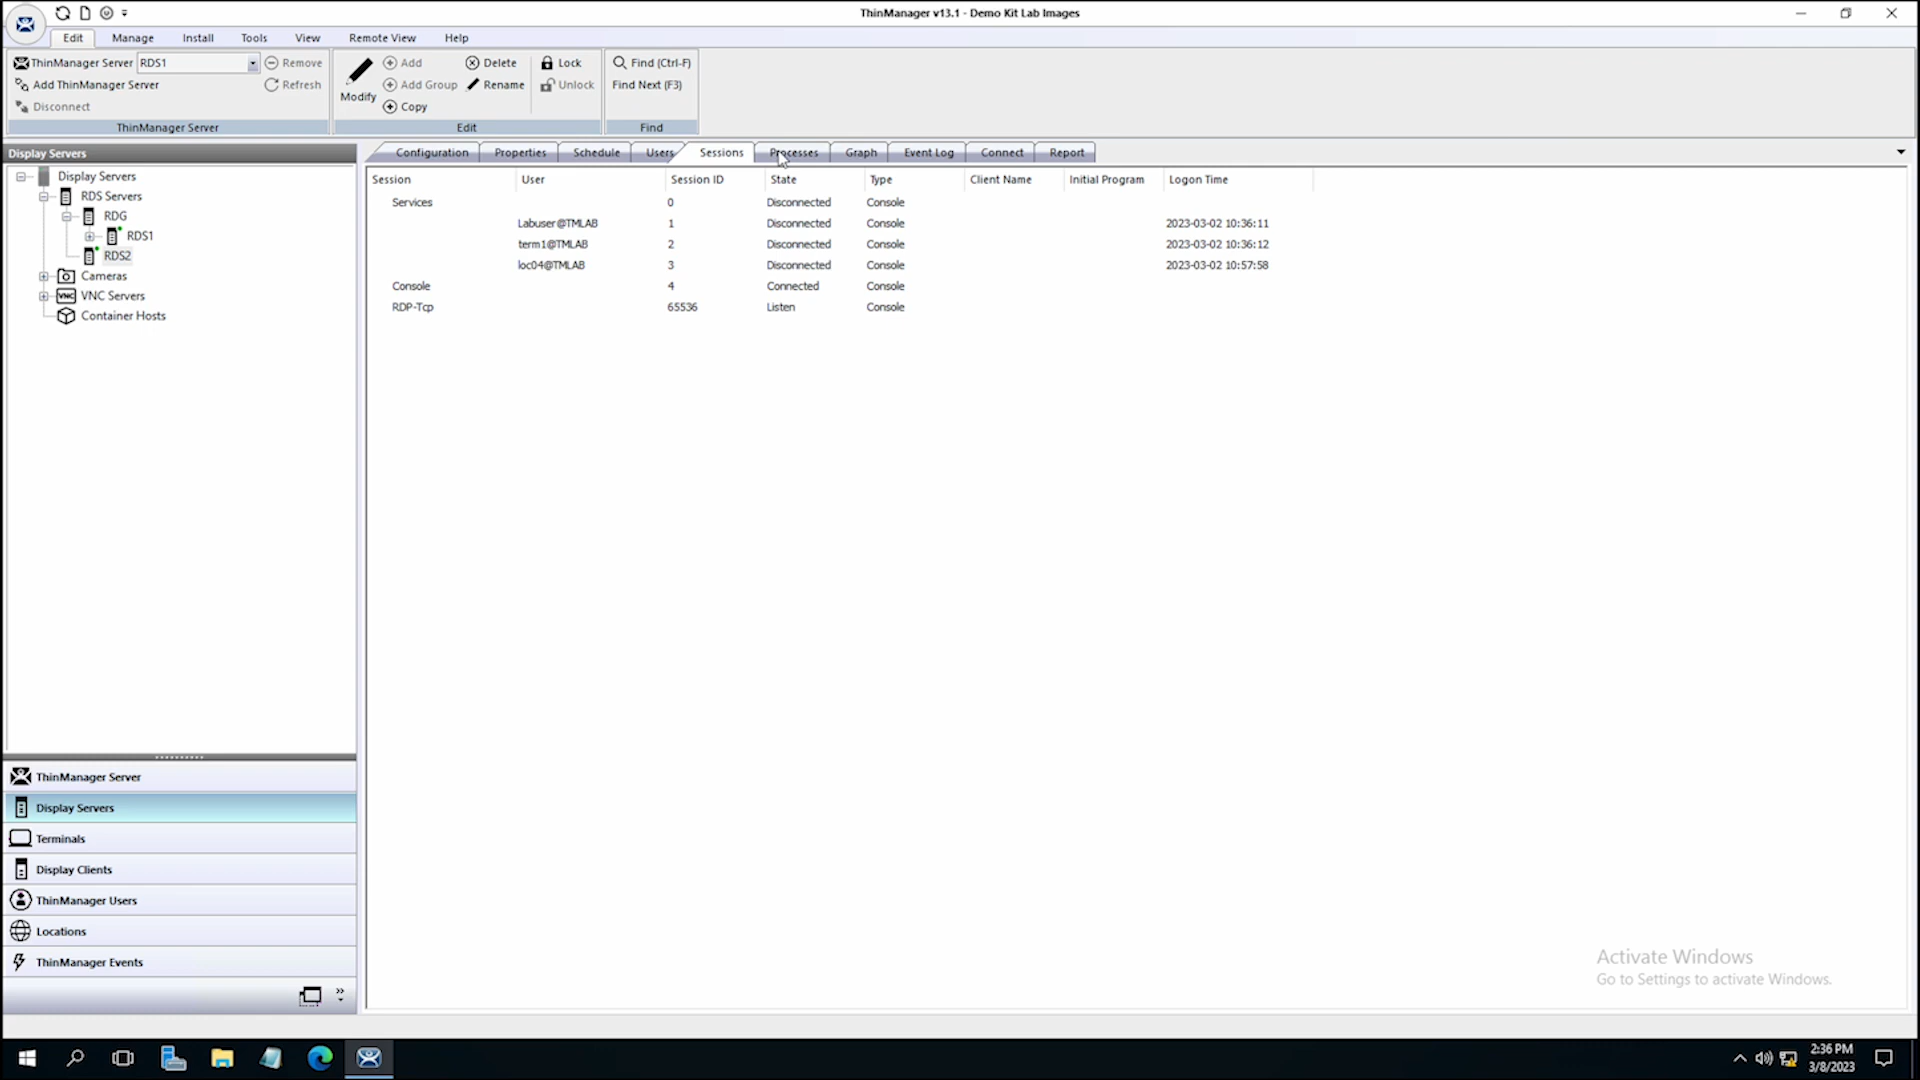 ThinManager v13.1 - Demo Kit Lab Images
Edit Manage Install Tools View Remote View Help
ThinManager Server RDS1 Remove
Add ThinManager Server Refresh
Disconnect
ThinManager Server
Modify
Add Delete
Add Group Rename
Copy
Lock
Unlock
Edit
Find (Ctrl-F)
Find Next (F3)
Find
Display Servers
Display Servers
RDS Servers
RDG
RDS1
RDS2
Cameras
VNC VNC Servers
Container Hosts
Configuration Properties Schedule Users Sessions Processes Graph Event Log Connect Report
Session User Session ID State Type Client Name Initial Program Logon Time
Services 0 Disconnected Console
Labuser@TMLAB 1 Disconnected Console 2023-03-02 10:36:11
term1@TMLAB 2 Disconnected Console 2023-03-02 10:36:12
loc04@TMLAB 3 Disconnected Console 2023-03-02 10:57:58
Console 4 Connected Console
RDP-Tcp 65536 Listen Console
ThinManager Server
Display Servers
Terminals
Display Clients
ThinManager Users
Locations
ThinManager Events
Activate Windows
Go to Settings to activate Windows.
2:36 PM
3/8/2023